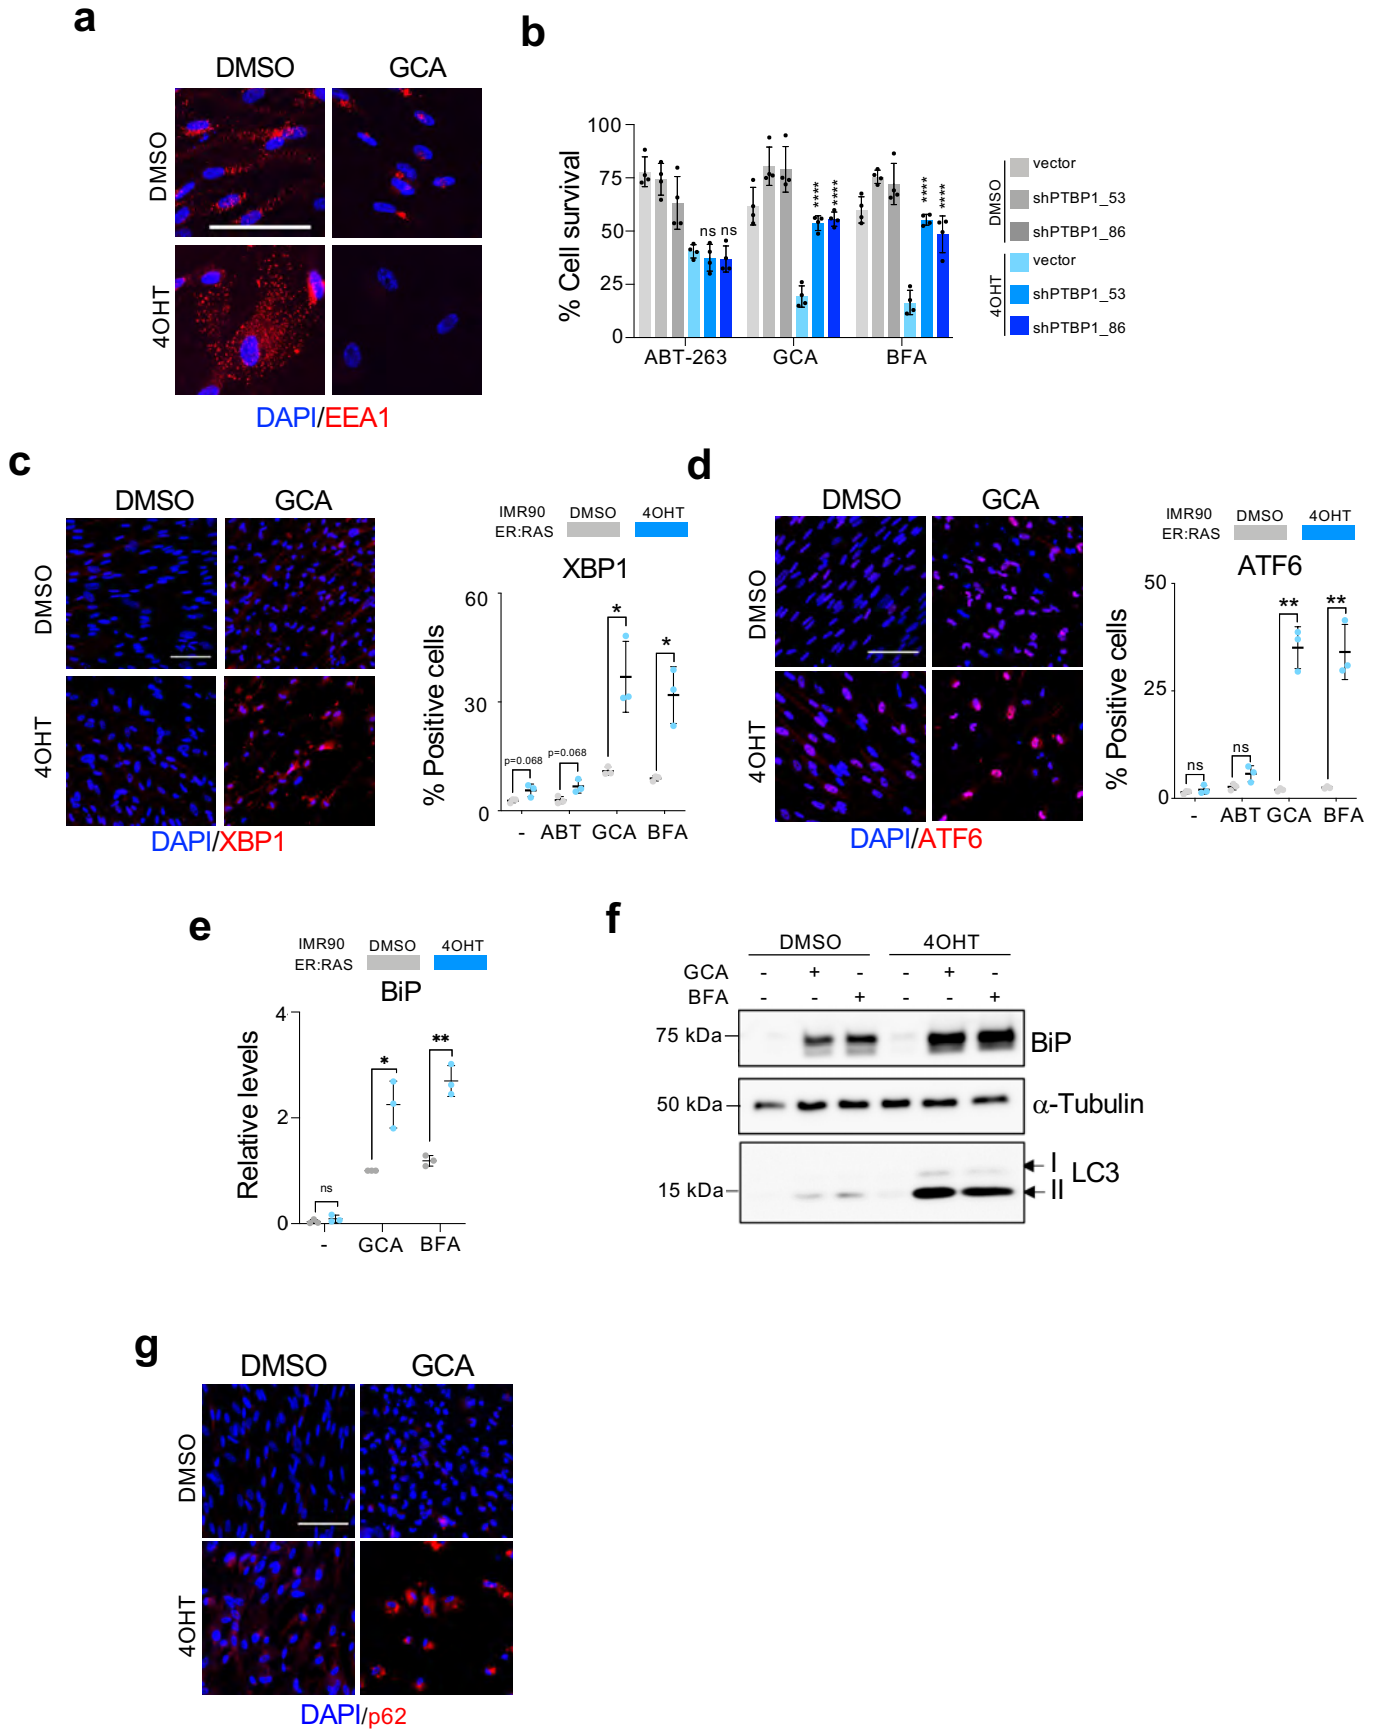 a
DMSO GCA
DMSO
4OHT
DAPI/EEA1
b
% Cell survival
100
75
50
25
0
ns ns
**** ****
**** ****
ABT-263 GCA BFA
DMSO
vector
shPTBP1_53
shPTBP1_86
4OHT
vector
shPTBP1_53
shPTBP1_86
c
DMSO GCA
DMSO
4OHT
DAPI/XBP1
IMR90 DMSO 4OHT
ER:RAS
XBP1
% Positive cells
60
30
0
p=0.068
p=0.068
*
*
- ABT GCA BFA
d
DMSO GCA
DMSO
4OHT
DAPI/ATF6
IMR90 DMSO 4OHT
ER:RAS
ATF6
% Positive cells
50
25
0
ns
ns
**
**
- ABT GCA BFA
e
IMR90 DMSO 4OHT
ER:RAS
BiP
Relative levels
4
2
0
ns
*
**
- GCA BFA
f
DMSO 4OHT
GCA - + - - + -
BFA - - + - - +
75 kDa BiP
50 kDa α-Tubulin
15 kDa I II LC3
g
DMSO GCA
DMSO
4OHT
DAPI/p62